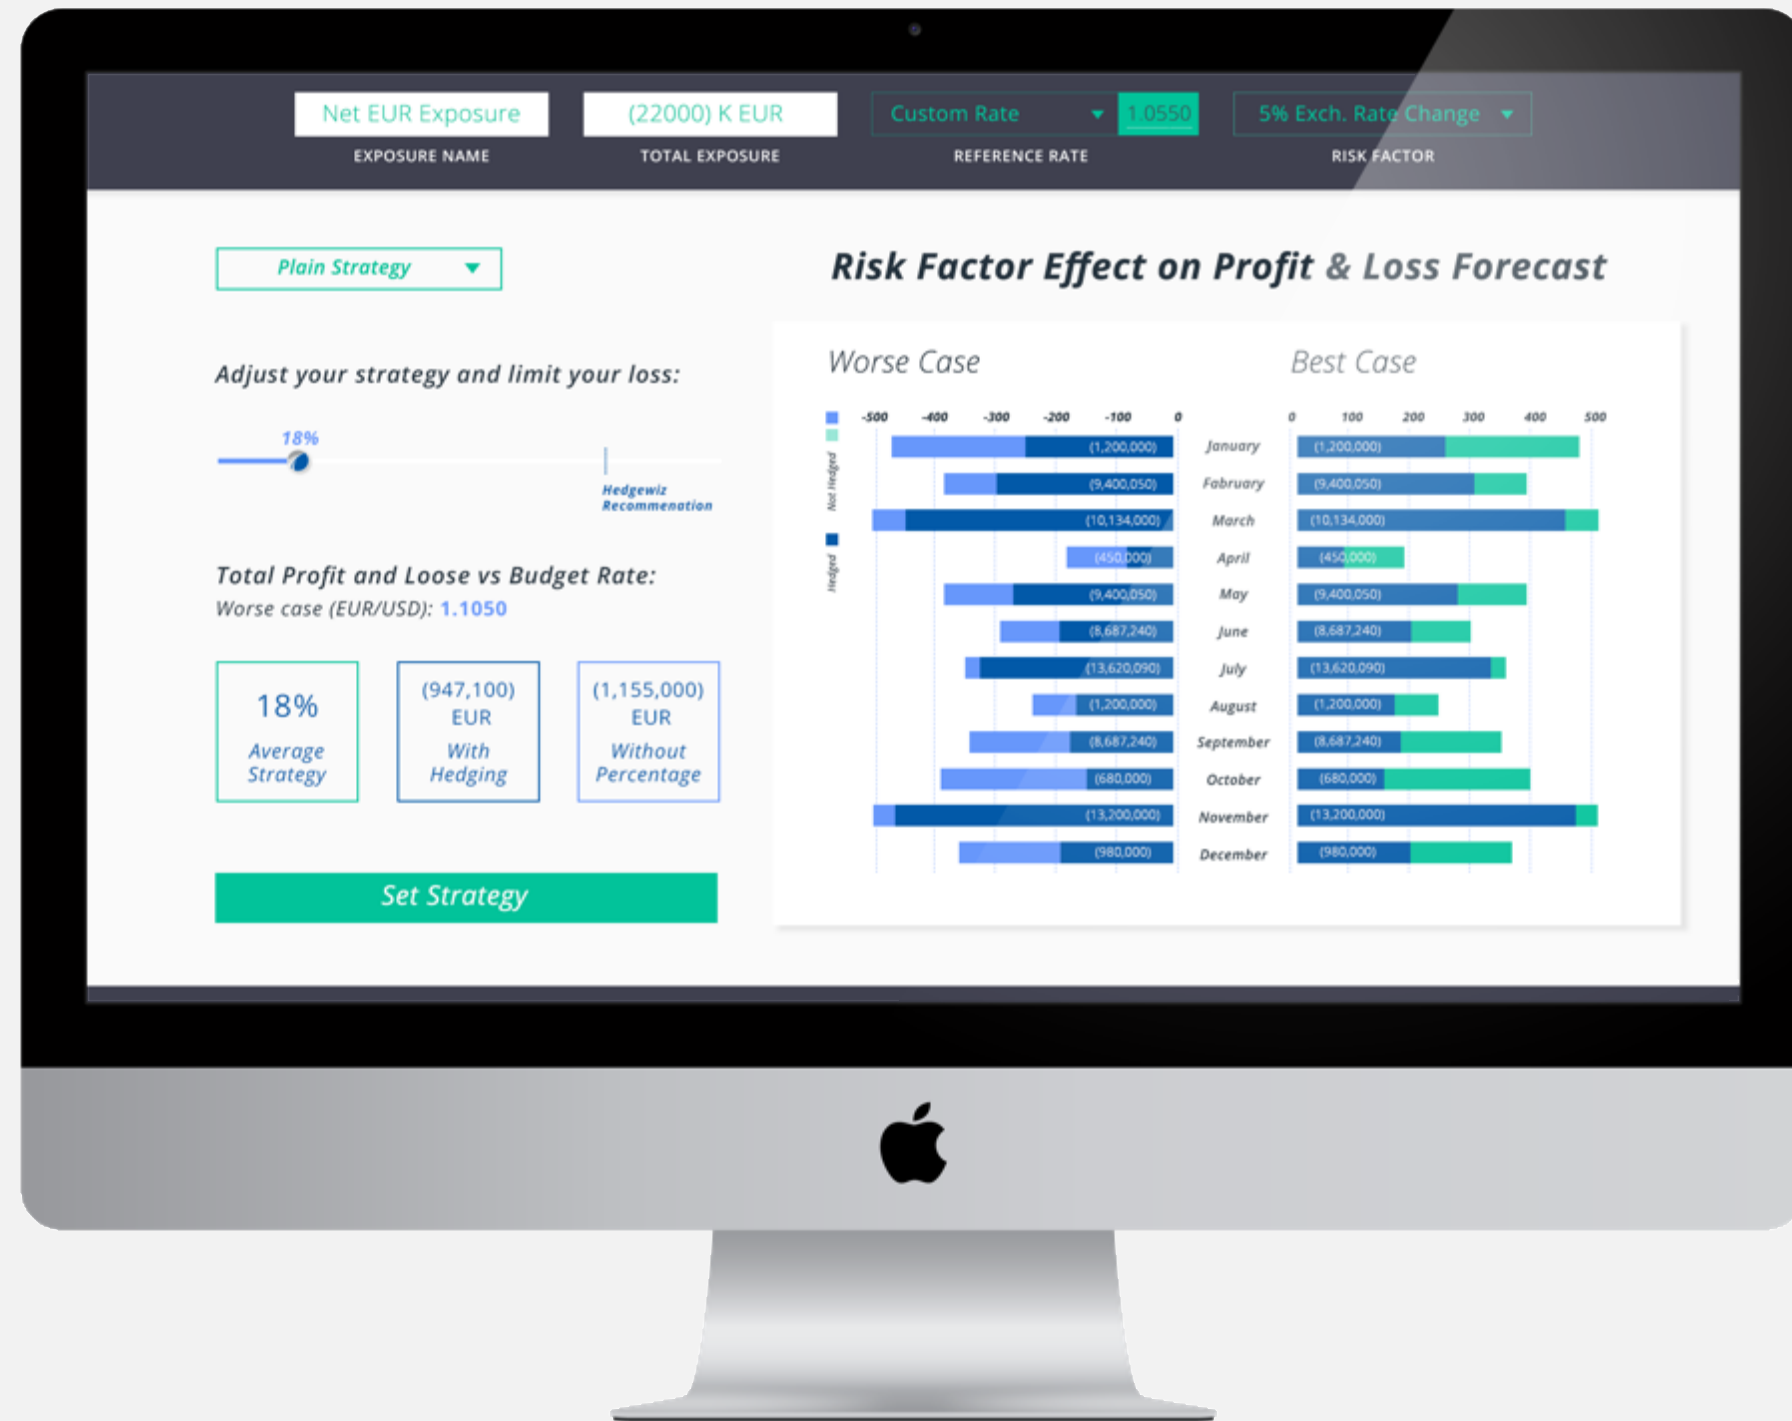 Net EUR Exposure
(22000) K EUR
Custom Rate
1.0550
5% Exch. Rate Change
EXPOSURE NAME
TOTAL EXPOSURE
REFERENCE RATE
RISK FACTOR
Plain Strategy
Adjust your strategy and limit your loss:
18%
Hedgewiz
Recommenation
Total Profit and Loose vs Budget Rate:
Worse case (EUR/USD): 1.1050
18%
Average
Strategy
(947,100)
EUR
With
Hedging
(1,155,000)
EUR
Without
Percentage
Set Strategy
Risk Factor Effect on Profit & Loss Forecast
Worse Case
Best Case
-500 -400 -300 -200 -100 0
0 100 200 300 400 500
Not Hedged
Hedged
(1,200,000) January (1,200,000)
(9,400,050) Fabruary (9,400,050)
(10,134,000) March (10,134,000)
(450,000) April (450,000)
(9,400,050) May (9,400,050)
(8,687,240) June (8,687,240)
(13,620,090) July (13,620,090)
(1,200,000) August (1,200,000)
(8,687,240) September (8,687,240)
(680,000) October (680,000)
(13,200,000) November (13,200,000)
(980,000) December (980,000)